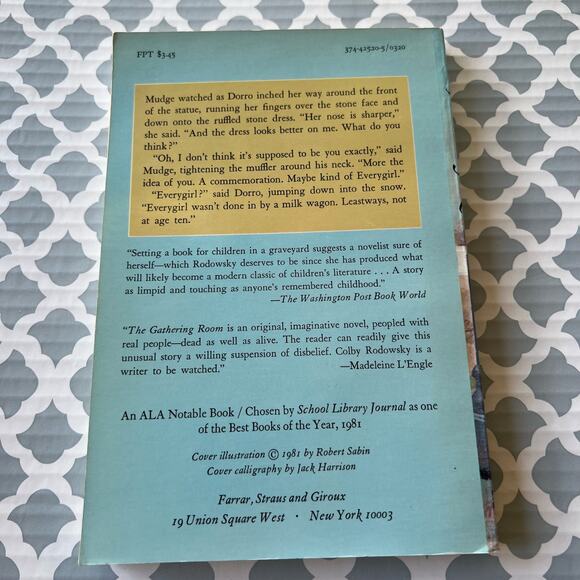 FPT $3.45 374-42520-5/0320
Mudge watched as Dorro inched her way around the front
of the statue, running her fingers over the stone face and
down onto the ruffled stone dress. "Her nose is sharper,"
she said. "And the dress looks better on me. What do you
think?"
"Oh, I don't think it's supposed to be you exactly," said
Mudge, tightening the muffler around his neck. "More the
idea of you. A commemoration. Maybe kind of Everygirl."
"Everygirl?" said Dorro, jumping down into the snow.
"Everygirl wasn't done in by a milk wagon. Leastways, not
at age ten."
"Setting a book for children in a graveyard suggests a novelist sure of
herself—which Rodowsky deserves to be since she has produced what
will likely become a modern classic of children's literature . . . A story
as limpid and touching as anyone's remembered childhood."
—The Washington Post Book World
"The Gathering Room is an original, imaginative novel, peopled with
real people—dead as well as alive. The reader can readily give this
unusual story a willing suspension of disbelief. Colby Rodowsky is a
writer to be watched." —Madeleine L'Engle
An ALA Notable Book / Chosen by School Library Journal as one
of the Best Books of the Year, 1981
Cover illustration © 1981 by Robert Sabin
Cover calligraphy by Jack Harrison
Farrar, Straus and Giroux
19 Union Square West · New York 10003